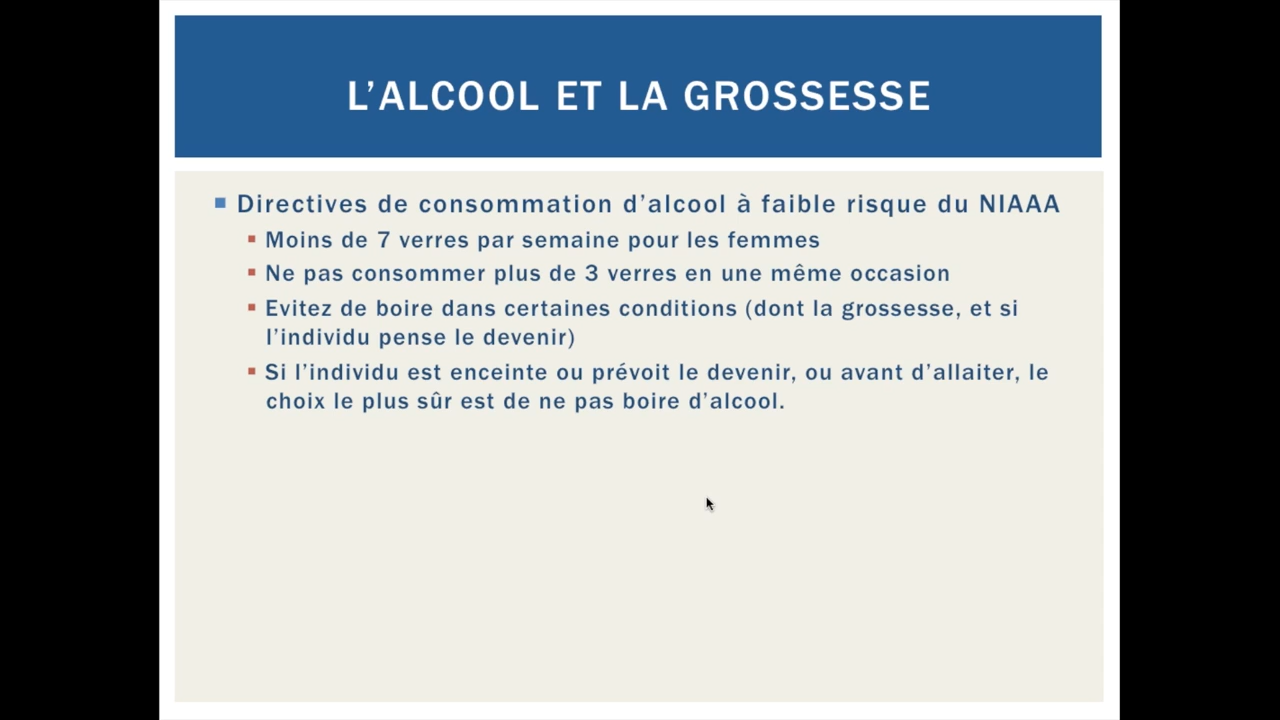 L’ALCOOL ET LA GROSSESSE
Directives de consommation d’alcool à faible risque du NIAAA
Moins de 7 verres par semaine pour les femmes
Ne pas consommer plus de 3 verres en une même occasion
Evitez de boire dans certaines conditions (dont la grossesse, et si
l’individu pense le devenir)
Si l’individu est enceinte ou prévoit le devenir, ou avant d’allaiter, le
choix le plus sûr est de ne pas boire d’alcool.